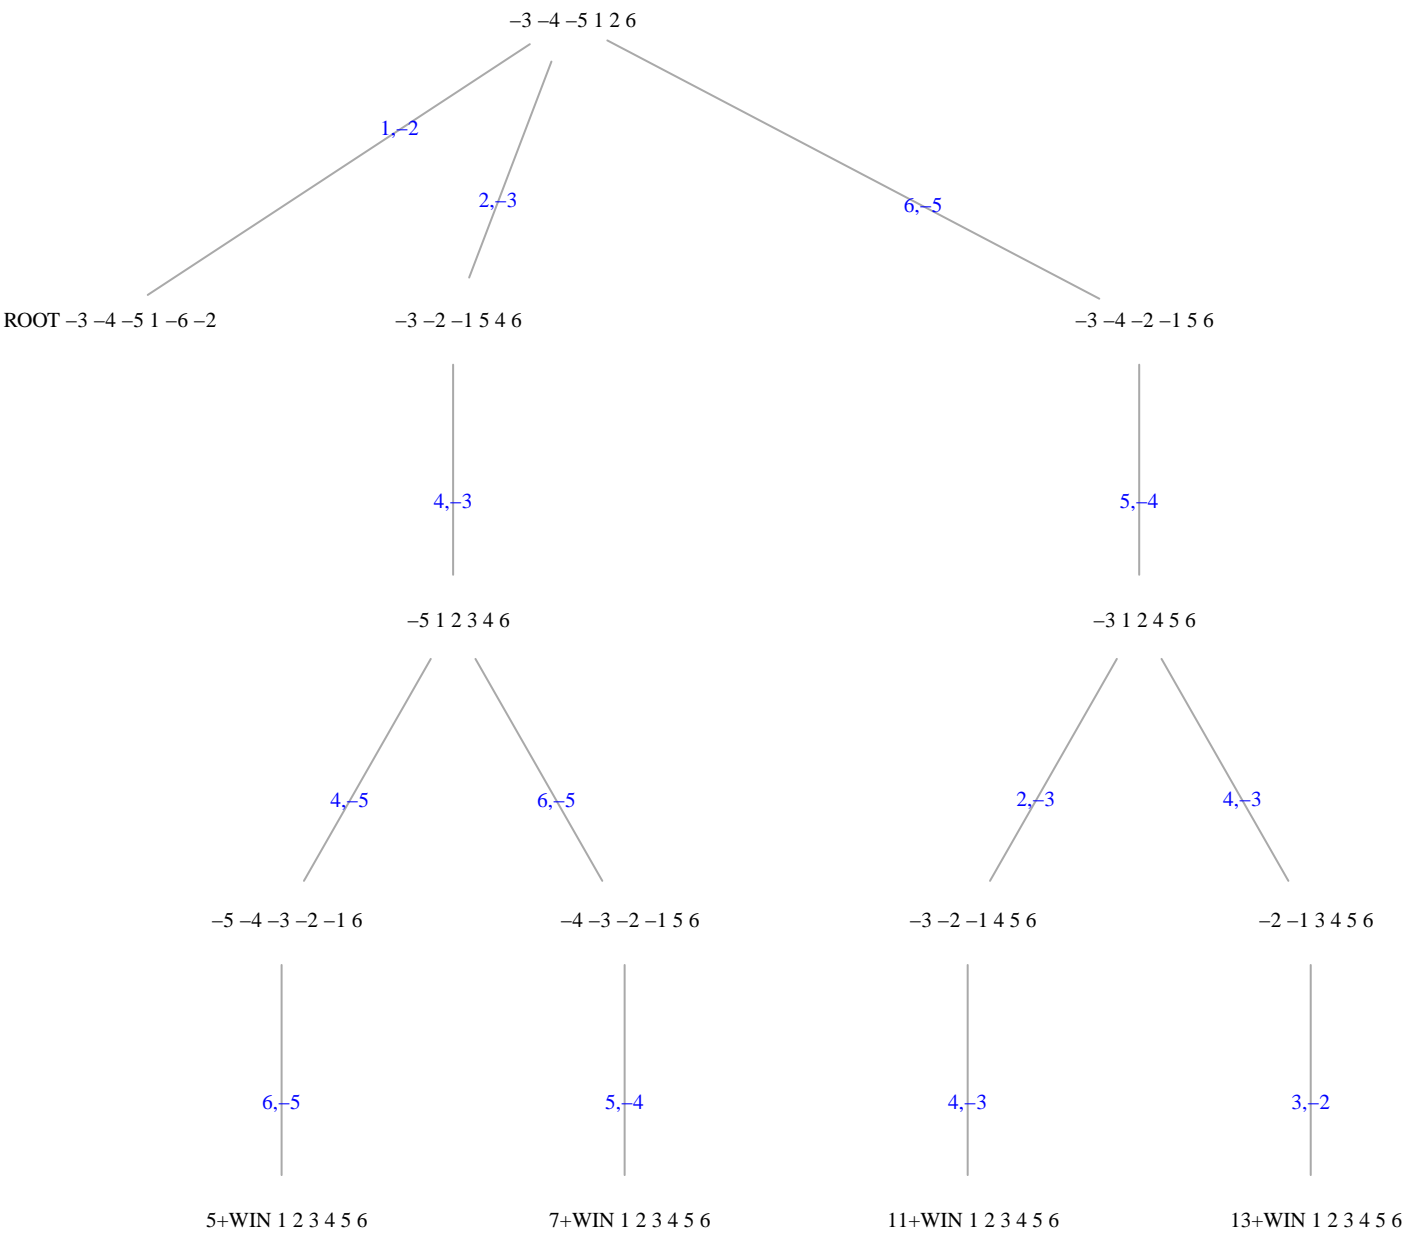 –3 –4 –5 1 2 6
1,–2
2,–3
6,–5
ROOT –3 –4 –5 1 –6 –2
–3 –2 –1 5 4 6
–3 –4 –2 –1 5 6
4,–3
5,–4
–5 1 2 3 4 6
–3 1 2 4 5 6
4,–5
6,–5
2,–3
4,–3
–5 –4 –3 –2 –1 6
–4 –3 –2 –1 5 6
–3 –2 –1 4 5 6
–2 –1 3 4 5 6
6,–5
5,–4
4,–3
3,–2
5+WIN 1 2 3 4 5 6
7+WIN 1 2 3 4 5 6
11+WIN 1 2 3 4 5 6
13+WIN 1 2 3 4 5 6